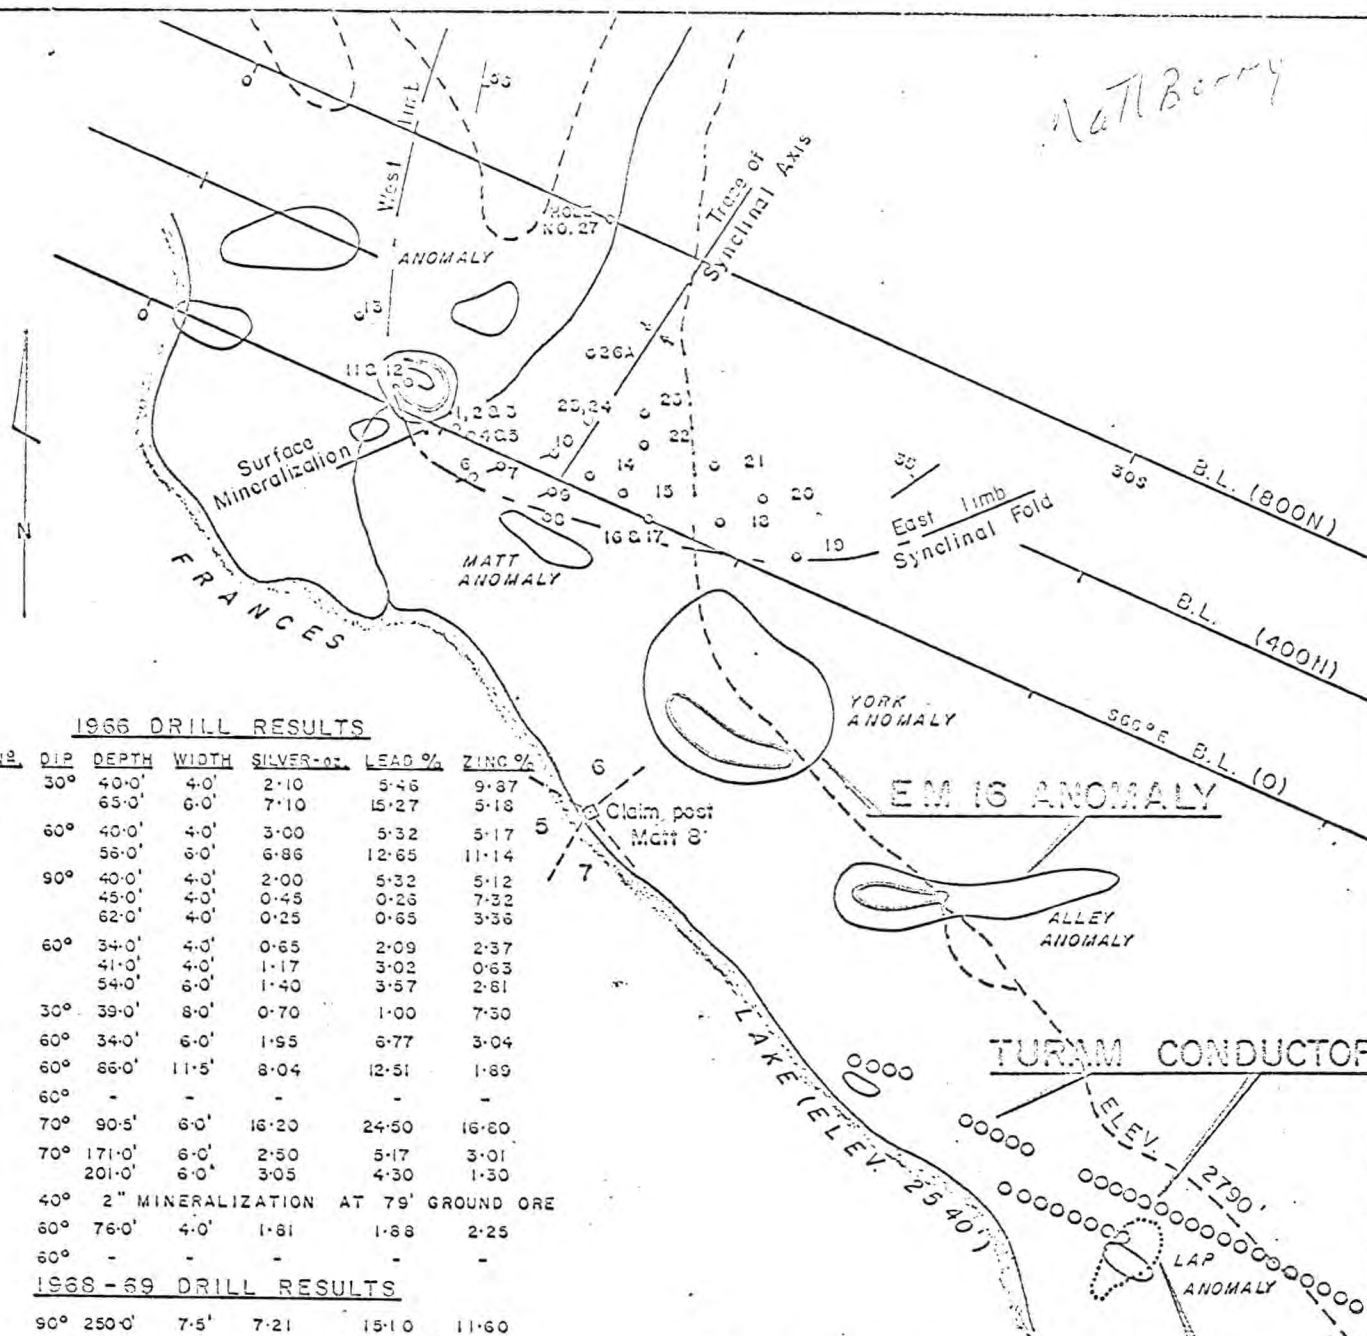 Matt Berry
0
35
West limb
HOLE
NO. 27
Trace of
Synclinal Axis
ANOMALY
0
13
26A
11 & 12
1, 2 & 3
4 & 5
23, 24
25
22
10
Surface
Mineralization
6
7
14
21
9
15
20
35
30S
B.L. (800N)
8
16 & 17
18
19
East limb
Synclinal Fold
N
MATT
ANOMALY
B.L. (400N)
FRANCES
YORK
ANOMALY
S66°E B.L. (0)
EM 16 ANOMALY
6
Claim post
Matt 8
5
7
ALLEY
ANOMALY
LAKE (ELEV. 2540')
TURAM CONDUCTOR
ELEV. 2790'
LAP
ANOMALY
1966 DRILL RESULTS
Nº DIP DEPTH WIDTH SILVER-oz. LEAD % ZINC %
30° 40·0' 4·0' 2·10 5·46 9·87
65·0' 6·0' 7·10 15·27 5·18
60° 40·0' 4·0' 3·00 5·32 5·17
56·0' 6·0' 6·86 12·65 11·14
90° 40·0' 4·0' 2·00 5·32 5·12
45·0' 4·0' 0·45 0·26 7·32
62·0' 4·0' 0·25 0·65 3·36
60° 34·0' 4·0' 0·65 2·09 2·37
41·0' 4·0' 1·17 3·02 0·63
54·0' 6·0' 1·40 3·57 2·81
30° 39·0' 8·0' 0·70 1·00 7·30
60° 34·0' 6·0' 1·95 6·77 3·04
60° 86·0' 11·5' 8·04 12·51 1·89
60° - - - - -
70° 90·5' 6·0' 16·20 24·50 16·60
70° 171·0' 6·0' 2·50 5·17 3·01
201·0' 6·0' 3·05 4·30 1·30
40° 2" MINERALIZATION AT 79' GROUND ORE
60° 76·0' 4·0' 1·81 1·88 2·25
60° - - - - -
1968-69 DRILL RESULTS
90° 250·0' 7·5' 7·21 15·10 11·60